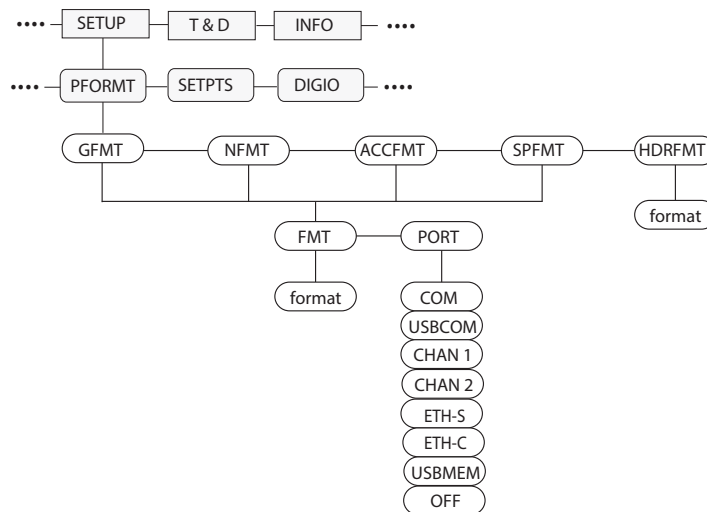 •••• SETUP T & D INFO ••••
•••• PFORMT SETPTS DIGIO ••••
GFMT NFMT ACCFMT SPFMT HDRFMT
format
FMT PORT
format COM
USBCOM
CHAN 1
CHAN 2
ETH-S
ETH-C
USBMEM
OFF